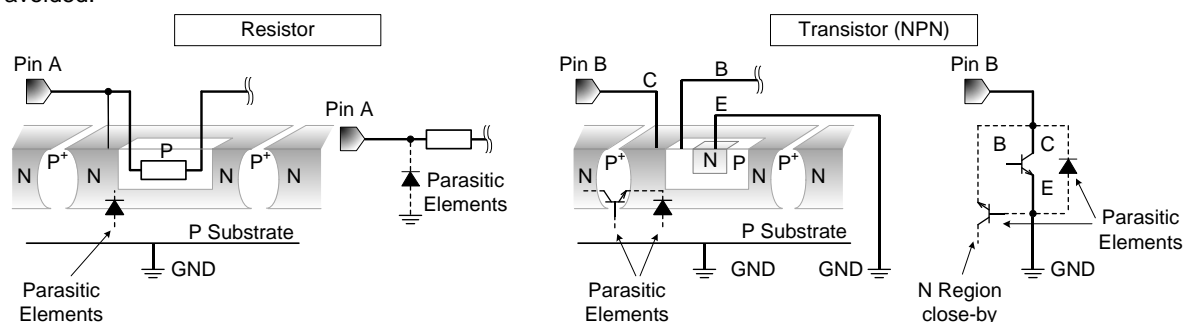 avoided.
Resistor
Transistor (NPN)
Pin A
Pin A
P
N P+ N N P+ N
Parasitic
Elements
P Substrate
GND
Parasitic
Elements
Pin B
C
B
E
N P+ N N P N P+ N
P Substrate
GND
GND
Parasitic
Elements
Pin B
B C
E
Parasitic
Elements
GND
N Region
close-by